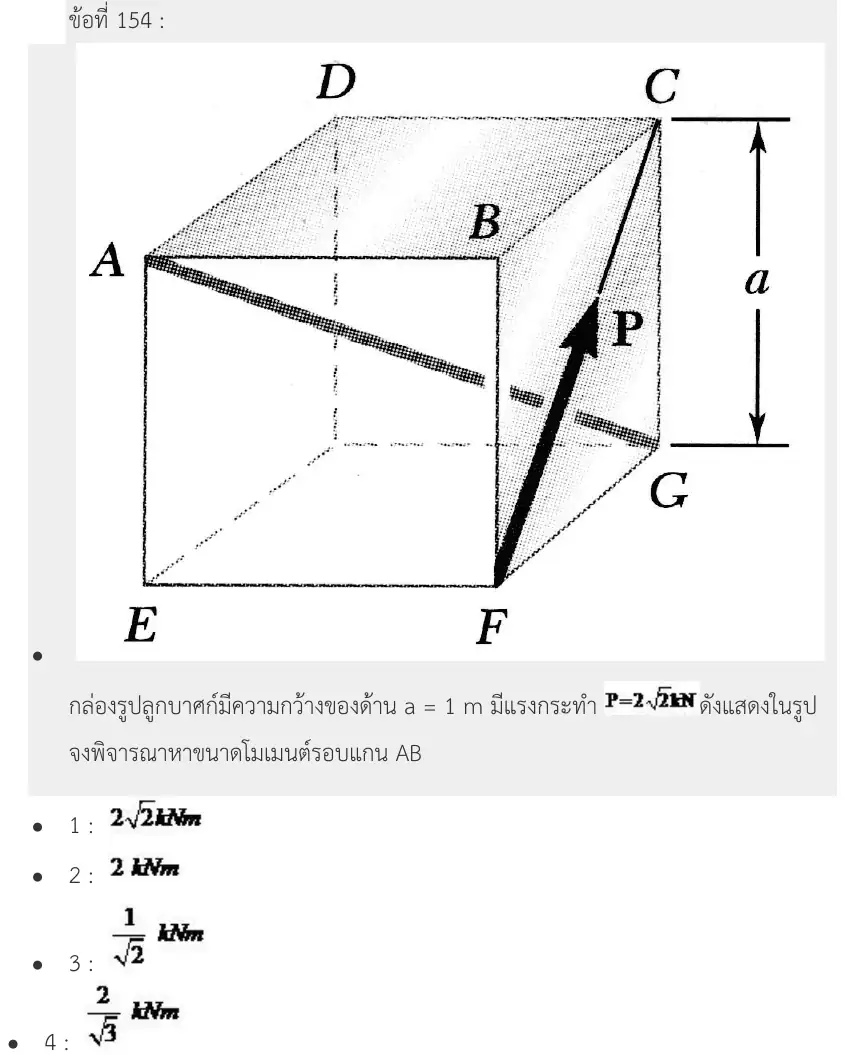 ข้อที่ 154 :
D
C
B
A
a
P
G
E
F
กล่องรูปลูกบาศก์มีความกว้างของด้าน a = 1 m มีแรงกระทำ P=2√2kN ดังแสดงในรูป
จงพิจารณาหาขนาดโมเมนต์รอบแกน AB
1 : 2√2kNm
2 : 2 kNm
3 : 1/√2 kNm
4 : 2/√3 kNm